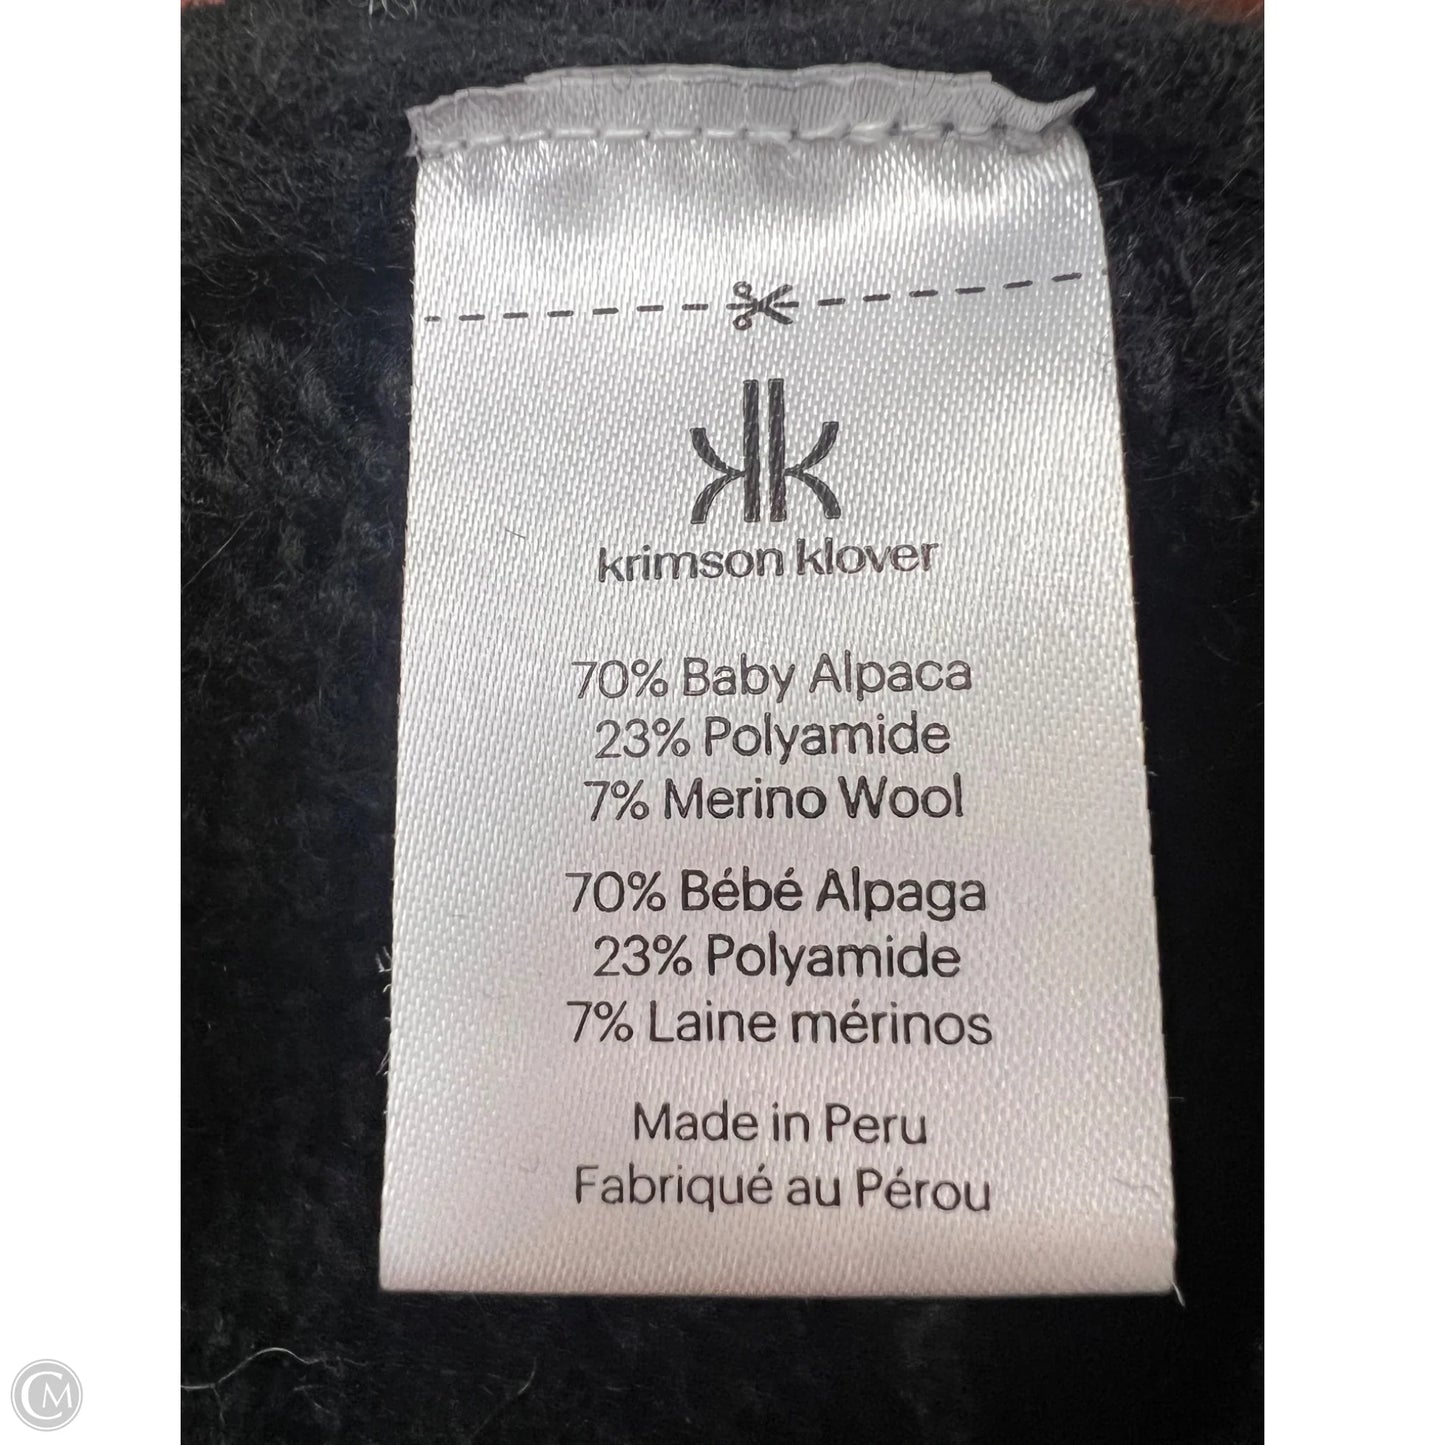 krimson klover
70% Baby Alpaca
23% Polyamide
7% Merino Wool
70% Bébé Alpaga
23% Polyamide
7% Laine mérinos
Made in Peru
Fabriqué au Pérou
CM